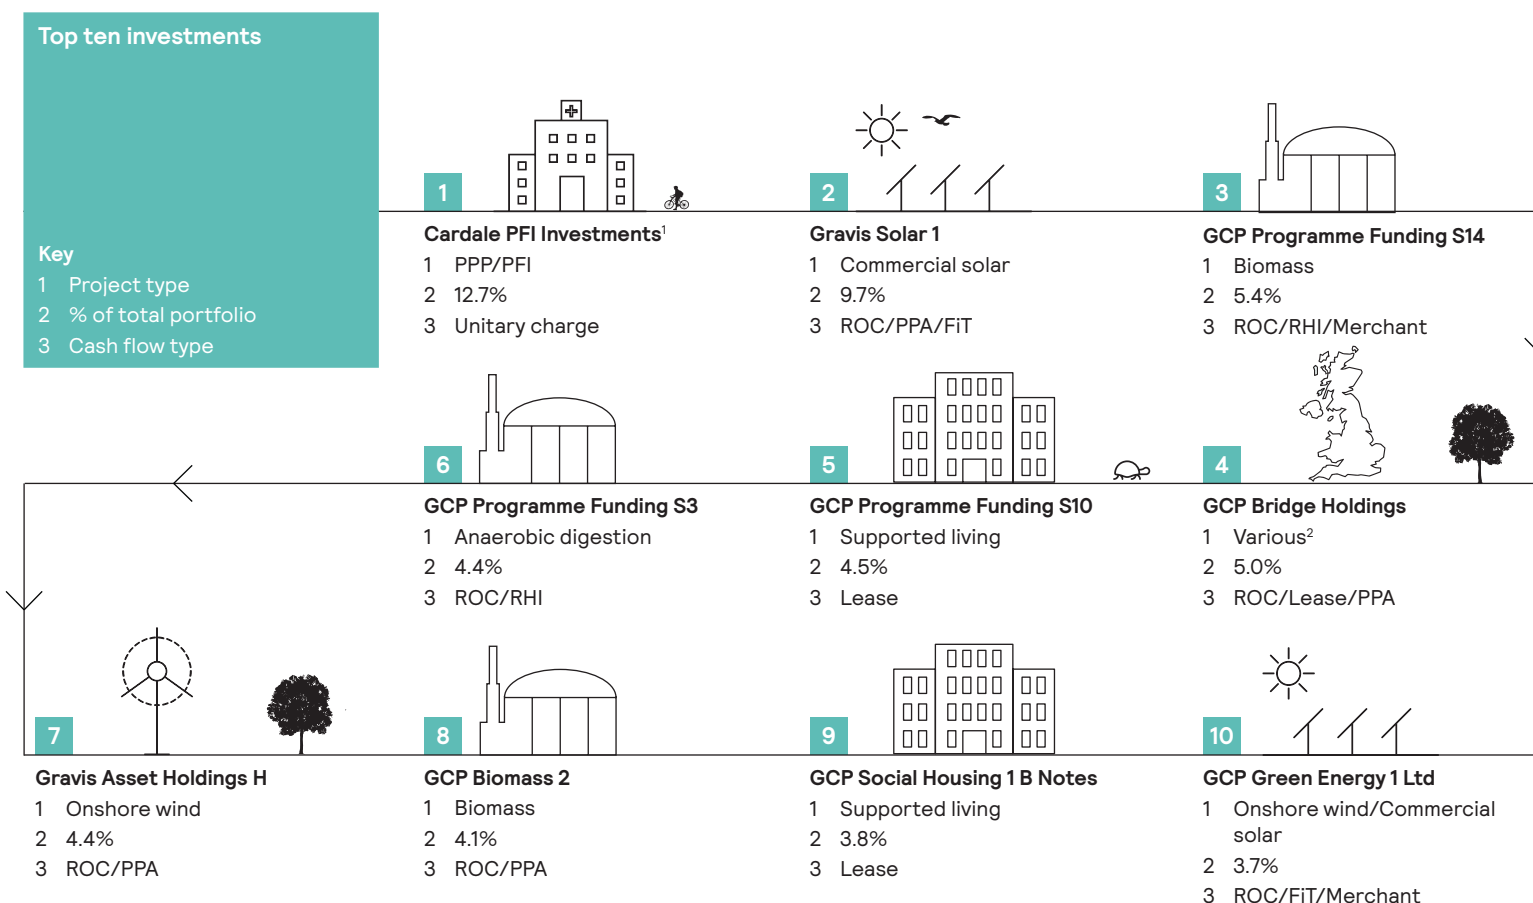 Top ten investments
Key
1 Project type
2 % of total portfolio
3 Cash flow type
1
Cardale PFI Investments¹
1 PPP/PFI
2 12.7%
3 Unitary charge
2
Gravis Solar 1
1 Commercial solar
2 9.7%
3 ROC/PPA/FiT
3
GCP Programme Funding S14
1 Biomass
2 5.4%
3 ROC/RHI/Merchant
4
GCP Bridge Holdings
1 Various²
2 5.0%
3 ROC/Lease/PPA
5
GCP Programme Funding S10
1 Supported living
2 4.5%
3 Lease
6
GCP Programme Funding S3
1 Anaerobic digestion
2 4.4%
3 ROC/RHI
7
Gravis Asset Holdings H
1 Onshore wind
2 4.4%
3 ROC/PPA
8
GCP Biomass 2
1 Biomass
2 4.1%
3 ROC/PPA
9
GCP Social Housing 1 B Notes
1 Supported living
2 3.8%
3 Lease
10
GCP Green Energy 1 Ltd
1 Onshore wind/Commercial
solar
2 3.7%
3 ROC/FiT/Merchant